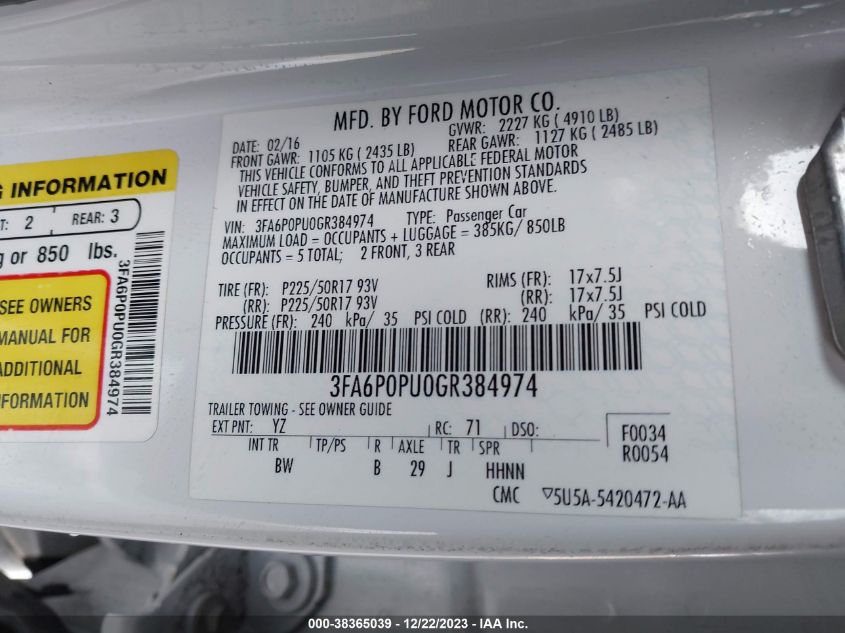 MFD. BY FORD MOTOR CO.
DATE: 02/16 GVWR: 2227 KG ( 4910 LB)
FRONT GAWR: 1105 KG ( 2435 LB) REAR GAWR: 1127 KG ( 2485 LB)
THIS VEHICLE CONFORMS TO ALL APPLICABLE FEDERAL MOTOR
VEHICLE SAFETY, BUMPER, AND THEFT PREVENTION STANDARDS
IN EFFECT ON THE DATE OF MANUFACTURE SHOWN ABOVE.
VIN: 3FA6P0PU0GR384974 TYPE: Passenger Car
MAXIMUM LOAD = OCCUPANTS + LUGGAGE = 385KG/ 850LB
OCCUPANTS = 5 TOTAL; 2 FRONT, 3 REAR
TIRE (FR): P225/50R17 93V RIMS (FR): 17x7.5J
(RR): P225/50R17 93V (RR): 17x7.5J
PRESSURE (FR): 240 kPa/ 35 PSI COLD (RR): 240 kPa/ 35 PSI COLD
3FA6P0PU0GR384974
TRAILER TOWING - SEE OWNER GUIDE
EXT PNT: YZ RC: 71 DSO: F0034
R0054
INT TR TP/PS R AXLE TR SPR
BW B 29 J HHNN
CMC ▽5U5A-5420472-AA
G INFORMATION
T: 2 REAR: 3
g or 850 lbs.
SEE OWNERS
MANUAL FOR
ADDITIONAL
INFORMATION
3FA6P0PU0GR384974
000-38365039 - 12/22/2023 - IAA Inc.